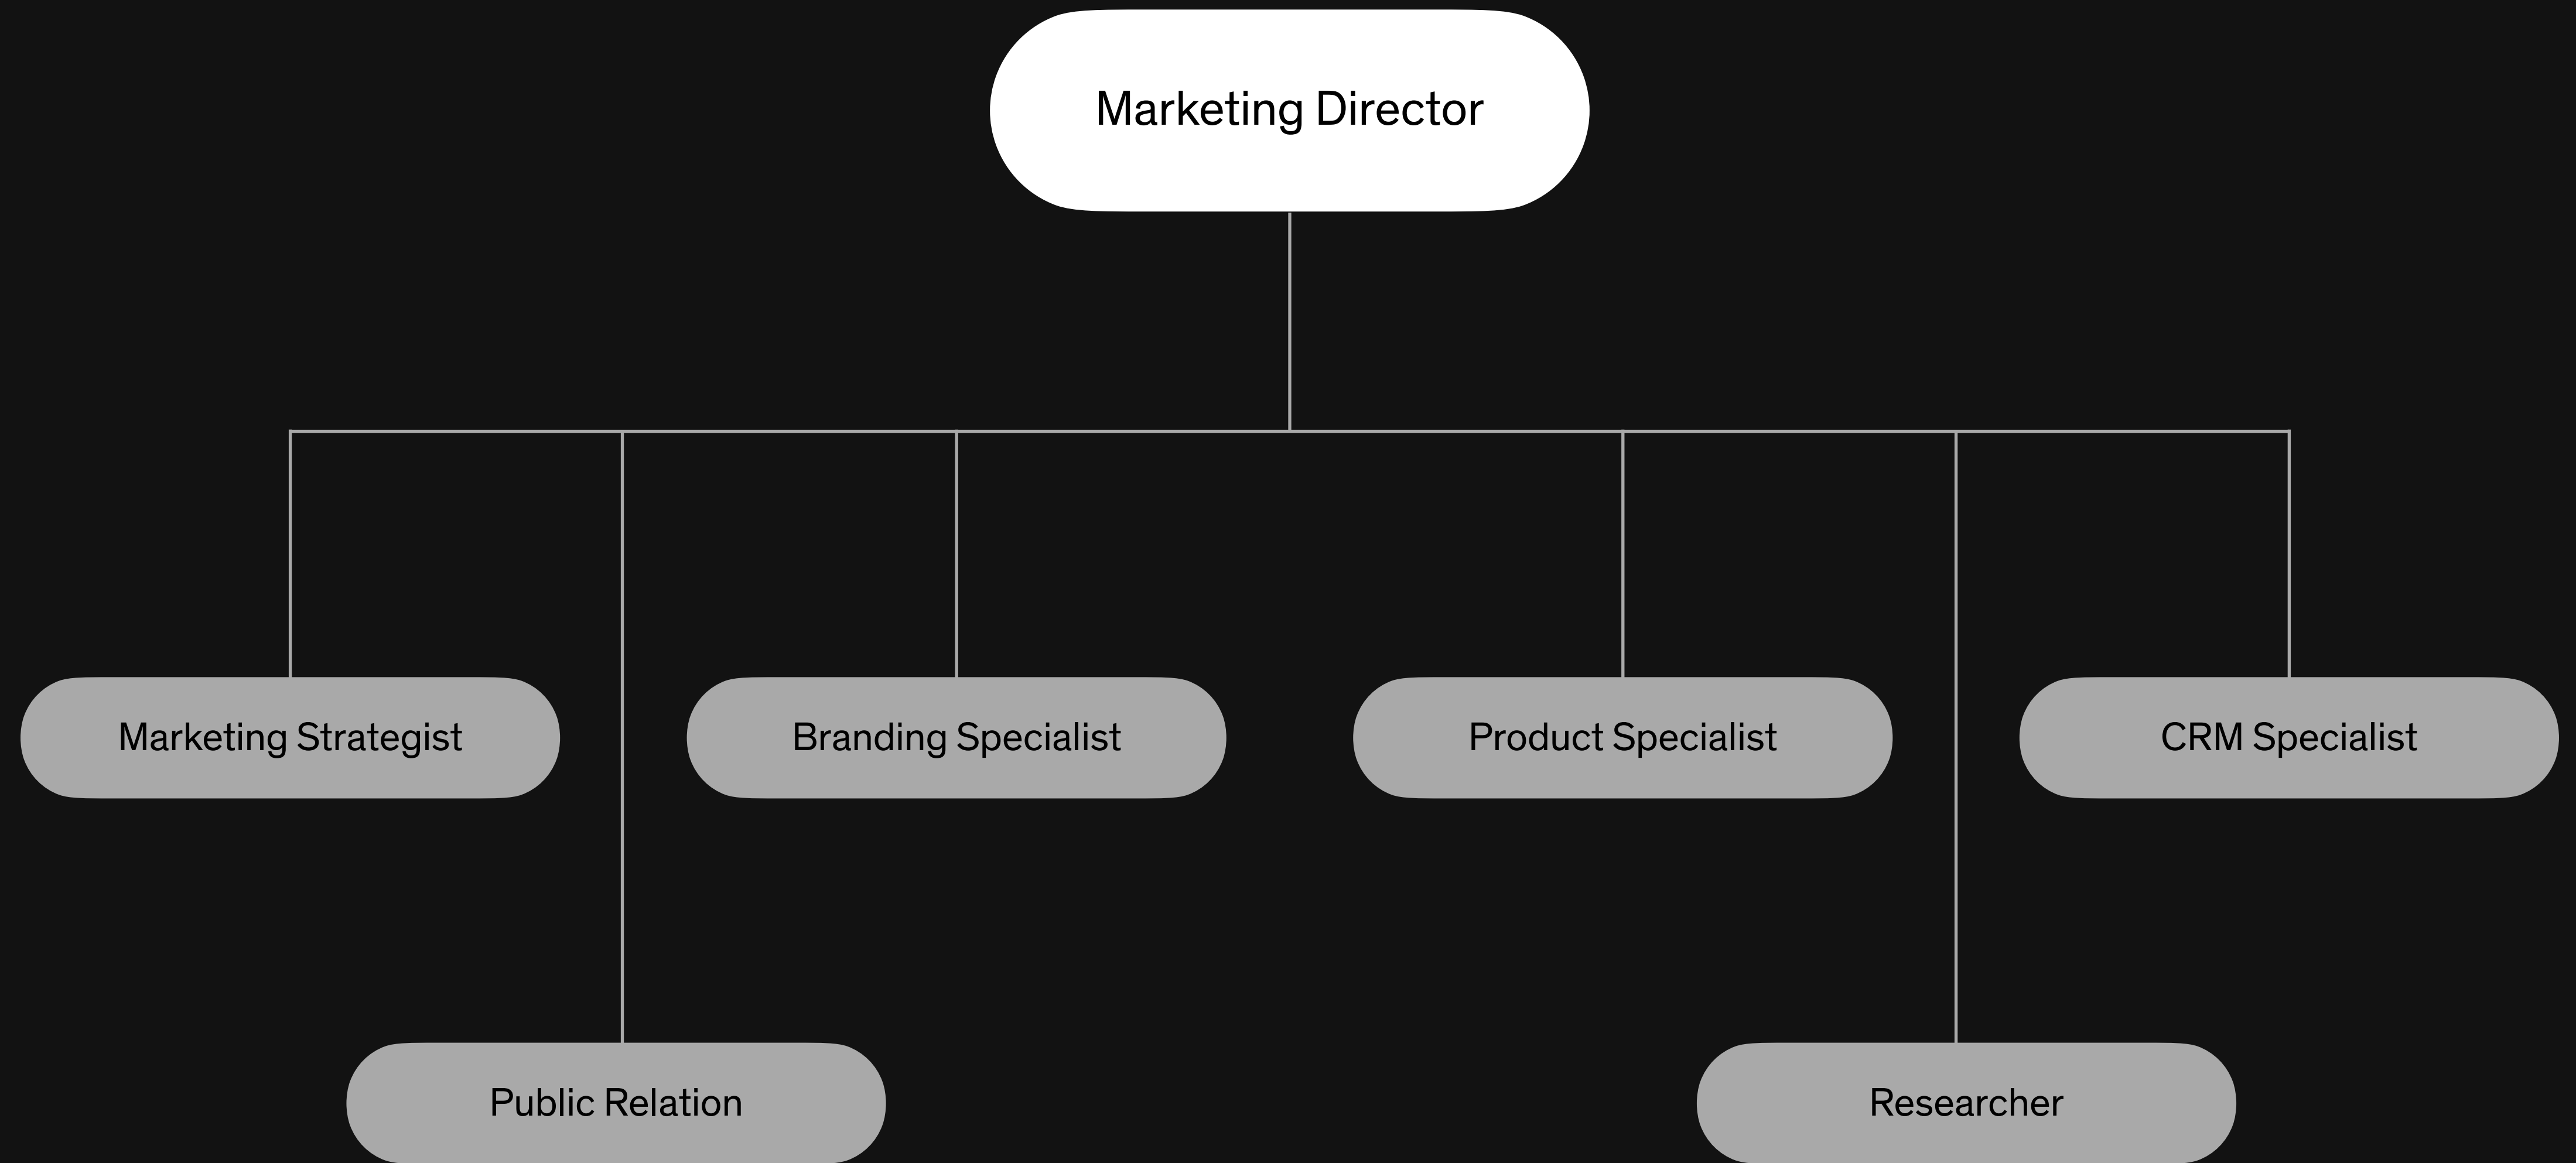 Marketing Director
Marketing Strategist
Branding Specialist
Product Specialist
CRM Specialist
Public Relation
Researcher